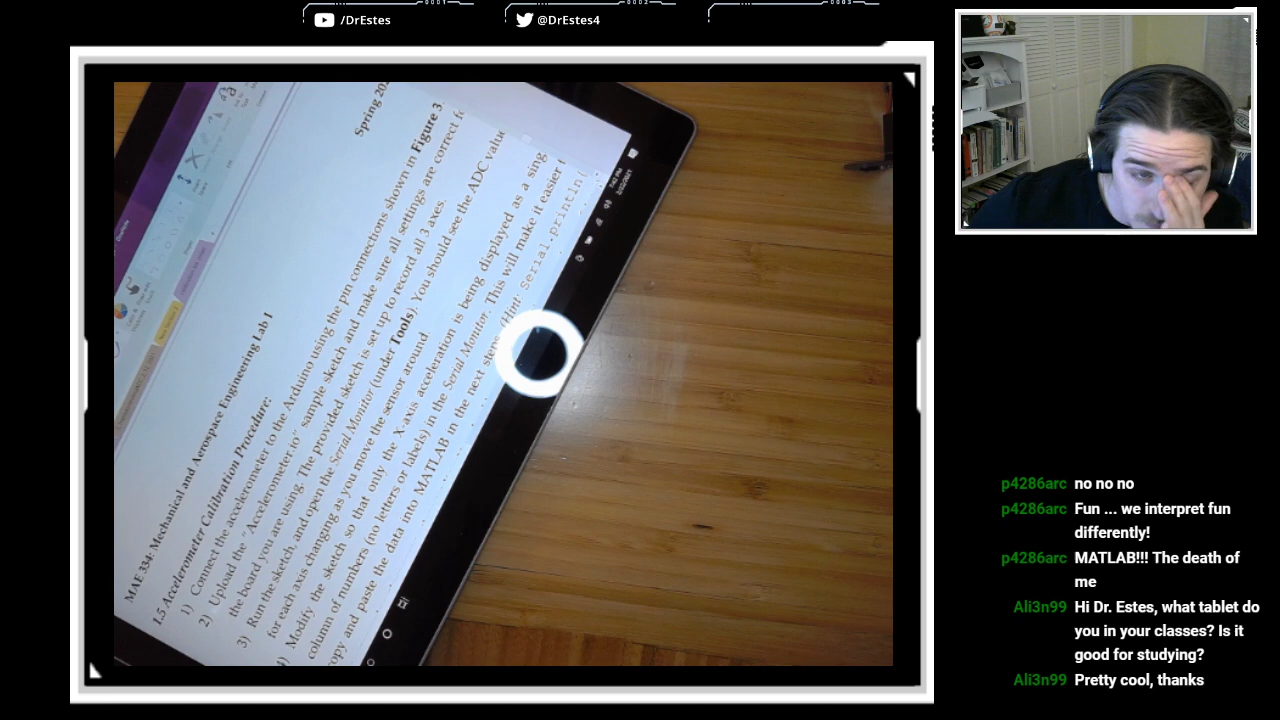 0001
0002
0003
/DrEstes
@DrEstes4
Spring 20
MAE 334: Mechanical and Aerospace Engineering Lab I
1.5 Accelerometer Calibration Procedure:
1) Connect the accelerometer to the Arduino using the pin connections shown in Figure 3.
2) Upload the "Accelerometer.io" sample sketch and make sure all settings are correct fo
the board you are using. The provided sketch is set up to record all 3 axes.
3) Run the sketch, and open the Serial Monitor (under Tools). You should see the ADC value
for each axis changing as you move the sensor around.
4) Modify the sketch so that only the X-axis acceleration is being displayed as a sing
column of numbers (no letters or labels) in the Serial Monitor. This will make it easier t
copy and paste the data into MATLAB in the next steps (Hint: Serial.println(
p4286arc no no no
p4286arc Fun ... we interpret fun
differently!
p4286arc MATLAB!!! The death of
me
Ali3n99 Hi Dr. Estes, what tablet do
you in your classes? Is it
good for studying?
Ali3n99 Pretty cool, thanks